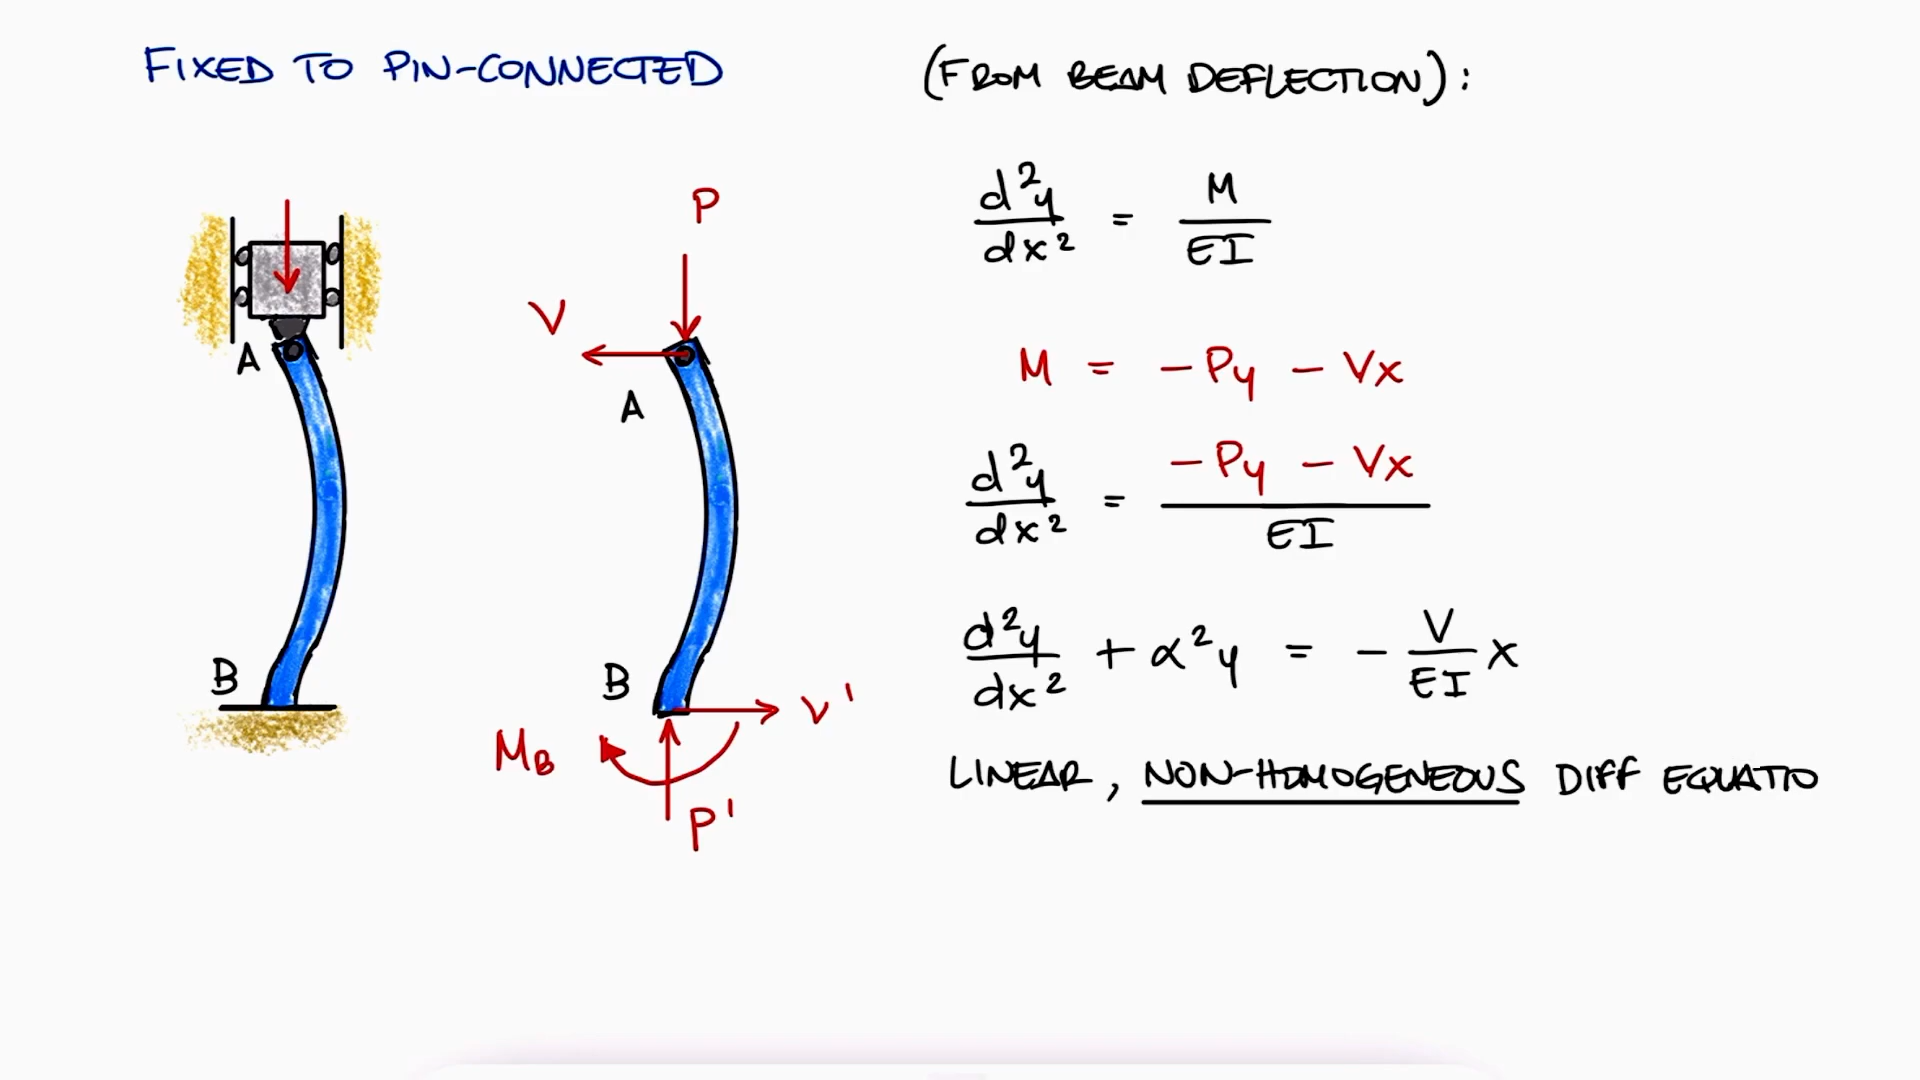 FIXED TO PIN-CONNECTED
(FROM BEAM DEFLECTION):
P
V
A
A
B
B
V'
M_B
P'
d²y/dx² = M/EI
M = -Py - Vx
d²y/dx² = (-Py - Vx)/EI
d²y/dx² + α²y = -V/EI x
LINEAR, NON-HOMOGENEOUS DIFF EQUATIO